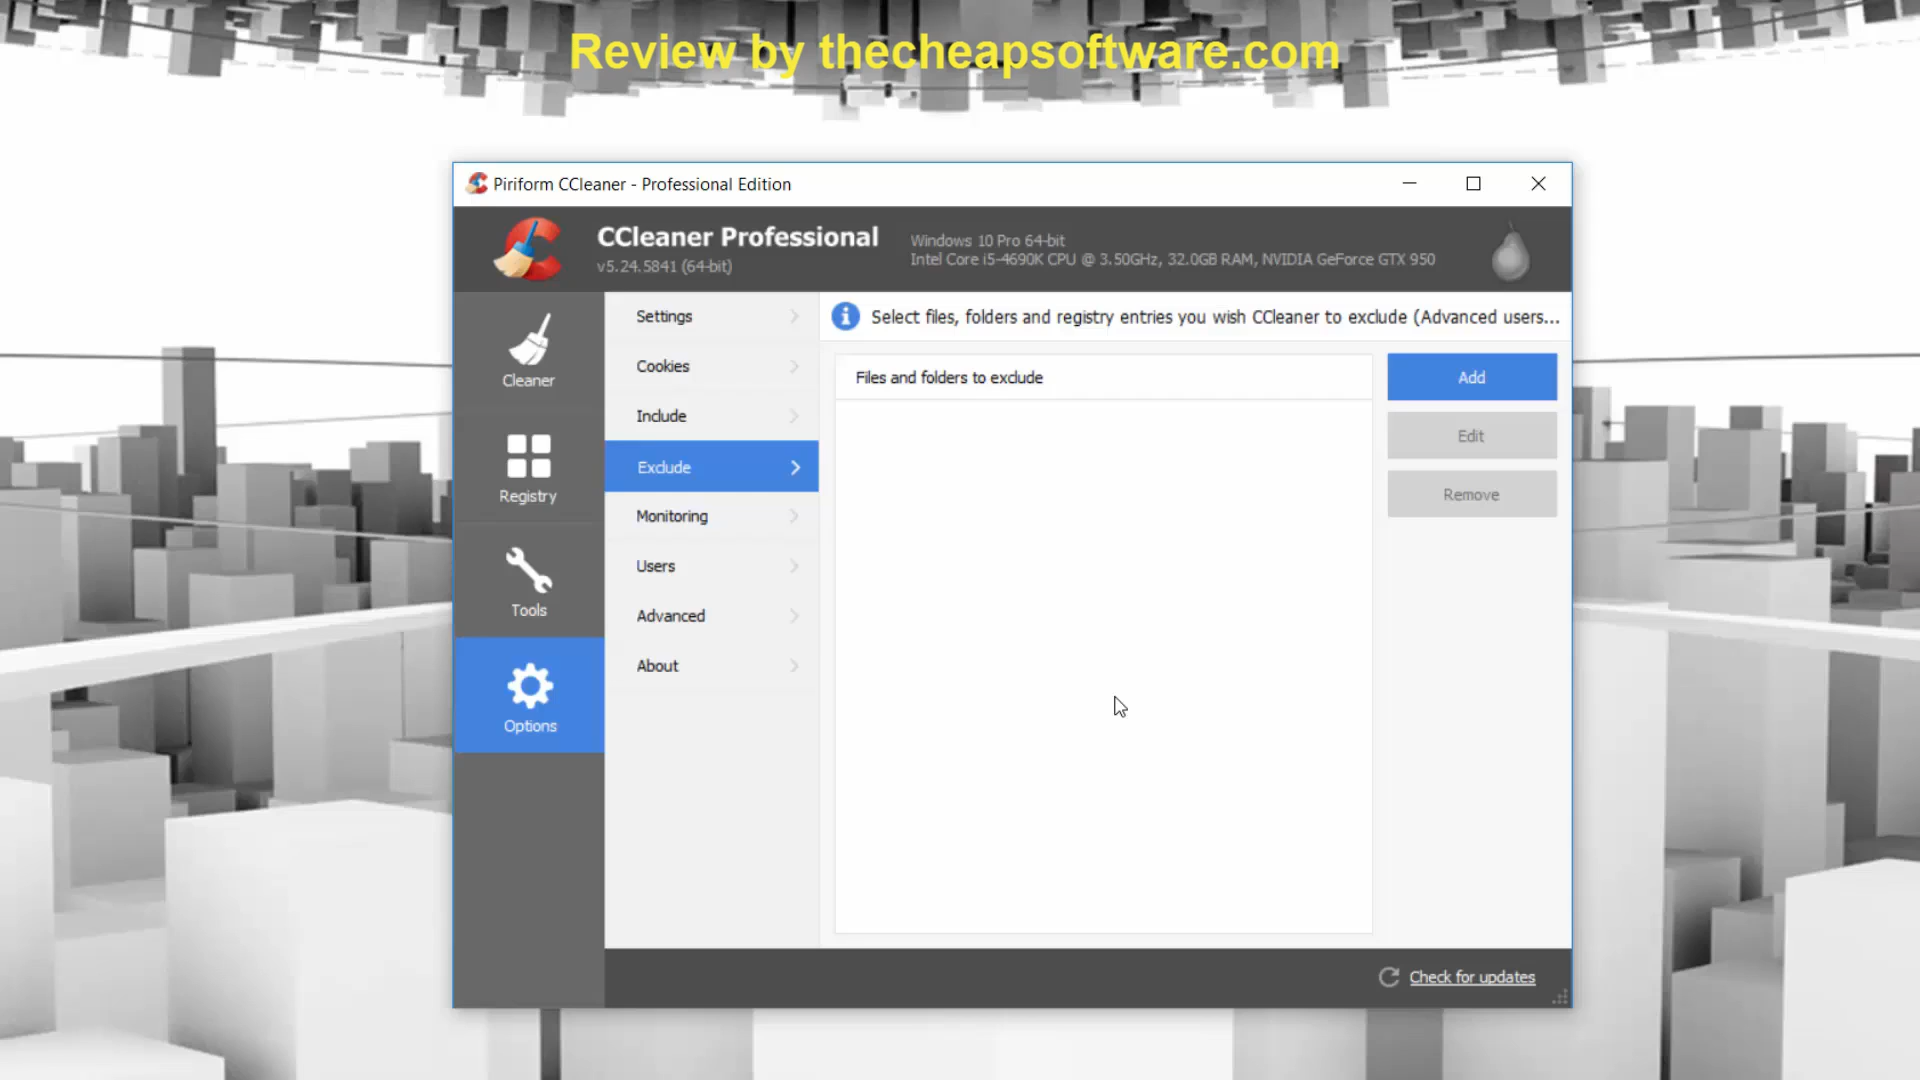 Review by thecheapsoftware.com
Piriform CCleaner - Professional Edition
CCleaner Professional
v5.24.5841 (64-bit)
Windows 10 Pro 64-bit
Intel Core i5-4690K CPU @ 3.50GHz, 32.0GB RAM, NVIDIA GeForce GTX 950
Cleaner
Registry
Tools
Options
Settings
Cookies
Include
Exclude
Monitoring
Users
Advanced
About
Select files, folders and registry entries you wish CCleaner to exclude (Advanced users...
Files and folders to exclude
Add
Edit
Remove
Check for updates